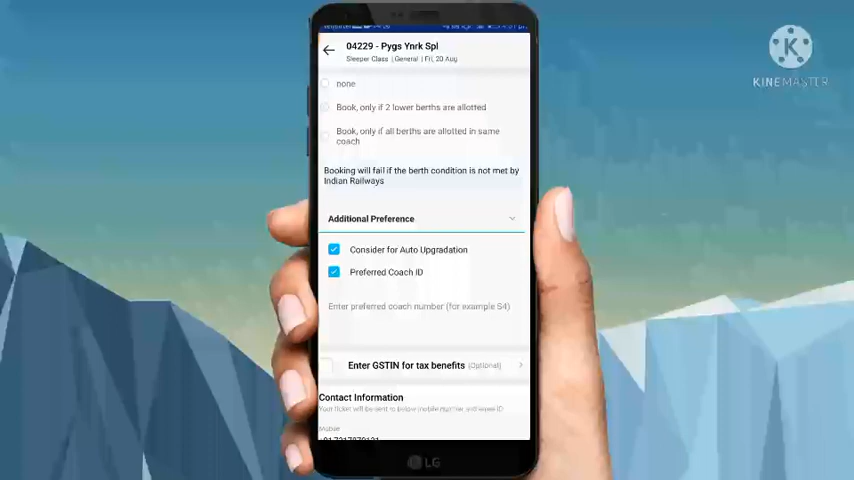 04229 - Pygs Ynrk Spl
Sleeper Class | General | Fri, 20 Aug
none
Book, only if 2 lower berths are allotted
Book, only if all berths are allotted in same
coach
Booking will fail if the berth condition is not met by
Indian Railways
Additional Preference
Consider for Auto Upgradation
Preferred Coach ID
Enter preferred coach number (for example S4)
Enter GSTIN for tax benefits (Optional)
Contact Information
Your ticket will be sent to below mobile number and email ID
Mobile
LG
K
KINEMASTER